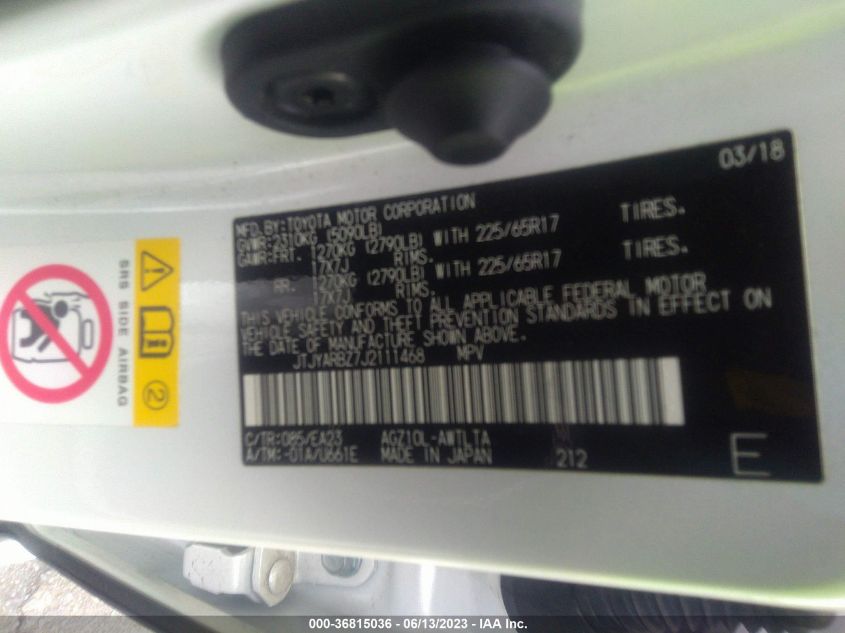 03/18
MFD.BY:TOYOTA MOTOR CORPORATION
GVWR:2310KG (5090LB)
GAWR:FRT. 1270KG (2790LB) WITH 225/65R17 TIRES.
17X7J RIMS.
RR. 1270KG (2790LB) WITH 225/65R17 TIRES.
17X7J RIMS.
THIS VEHICLE CONFORMS TO ALL APPLICABLE FEDERAL MOTOR
VEHICLE SAFETY AND THEFT PREVENTION STANDARDS IN EFFECT ON
THE DATE OF MANUFACTURE SHOWN ABOVE.
JTJYARBZ7J2111468 MPV
C/TR:085/EA23 AGZ10L-AWTLTA
A/TM:-01A/U661E MADE IN JAPAN 212
E
SRS SIDE AIRBAG
2
000-36815036 - 06/13/2023 - IAA Inc.